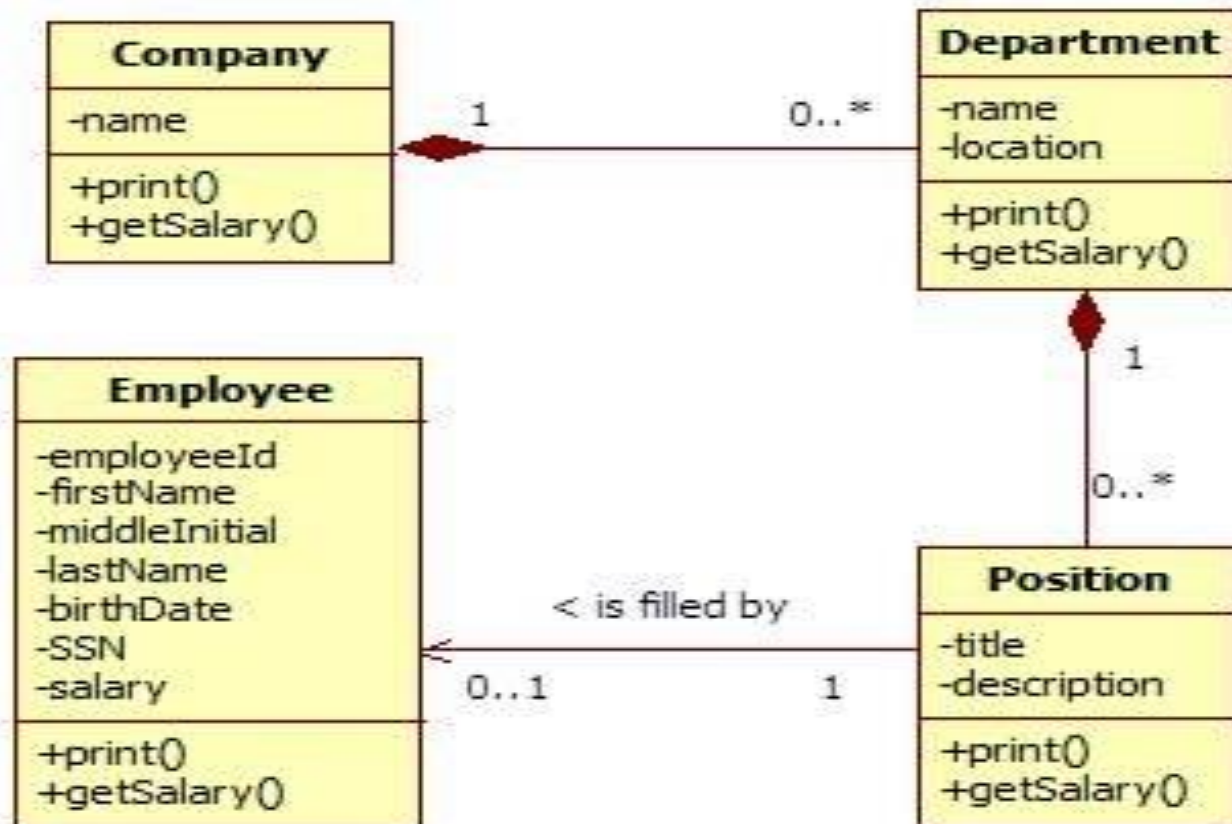 Company
-name
+print()
+getSalary()
1
0..*
Department
-name
-location
+print()
+getSalary()
1
0..*
Employee
-employeeId
-firstName
-middleInitial
-lastName
-birthDate
-SSN
-salary
+print()
+getSalary()
< is filled by
0..1
1
Position
-title
-description
+print()
+getSalary()